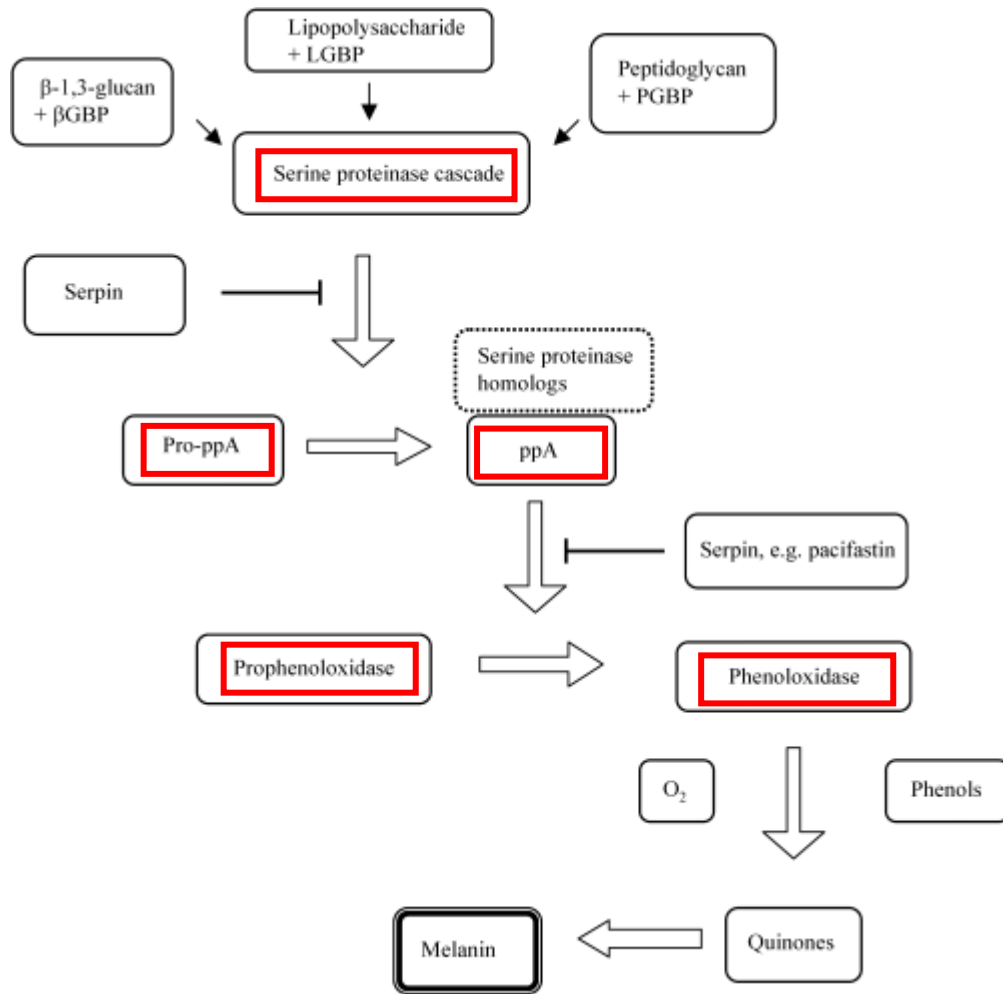 Lipopolysaccharide
+ LGBP
β-1,3-glucan
+ βGBP
Peptidoglycan
+ PGBP
Serine proteinase cascade
Serpin
Serine proteinase
homologs
Pro-ppA
ppA
Serpin, e.g. pacifastin
Prophenoloxidase
Phenoloxidase
O₂
Phenols
Melanin
Quinones